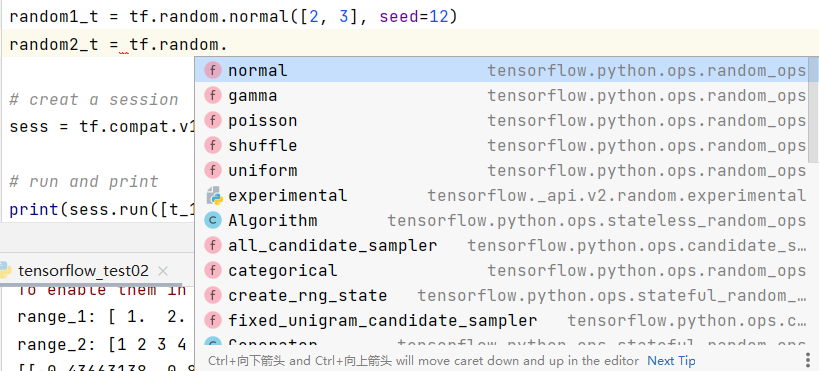 random1_t = tf.random.normal([2, 3], seed=12)
random2_t = tf.random.
normal tensorflow.python.ops.random_ops
gamma tensorflow.python.ops.random_ops
# creat a session
poisson tensorflow.python.ops.random_ops
sess = tf.compat.v1
shuffle tensorflow.python.ops.random_ops
uniform tensorflow.python.ops.random_ops
# run and print
experimental tensorflow._api.v2.random.experimental
print(sess.run([t_1
Algorithm tensorflow.python.ops.stateless_random_ops
all_candidate_sampler tensorflow.python.ops.candidate_s...
tensorflow_test02 ×
categorical tensorflow.python.ops.random_ops
To enable them in
create_rng_state tensorflow.python.ops.stateful_random_...
range_1: [ 1. 2.
fixed_unigram_candidate_sampler tensorflow.python.ops.c...
range_2: [1 2 3 4
Generator tensorflow.python.ops.stateful_random
Ctrl+向下箭头 and Ctrl+向上箭头 will move caret down and up in the editor Next Tip